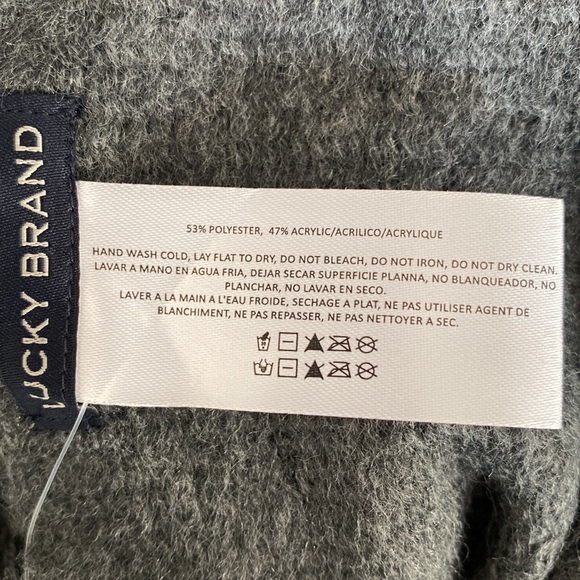 LUCKY BRAND
53% POLYESTER, 47% ACRYLIC/ACRILICO/ACRYLIQUE
HAND WASH COLD, LAY FLAT TO DRY, DO NOT BLEACH, DO NOT IRON, DO NOT DRY CLEAN.
LAVAR A MANO EN AGUA FRIA, DEJAR SECAR SUPERFICIE PLANNA, NO BLANQUEADOR, NO
PLANCHAR, NO LAVAR EN SECO.
LAVER A LA MAIN A L'EAU FROIDE, SECHAGE A PLAT, NE PAS UTILISER AGENT DE
BLANCHIMENT, NE PAS REPASSER, NE PAS NETTOYER A SEC.